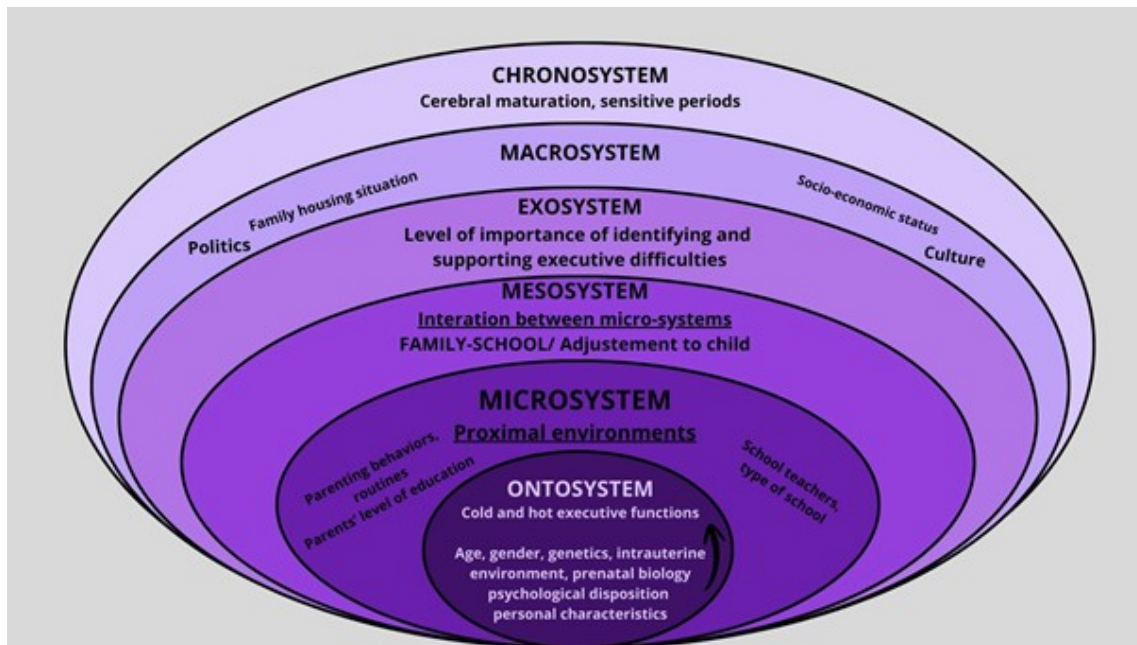 CHRONOSYSTEM
Cerebral maturation, sensitive periods
MACROSYSTEM
Family housing situation
Politics
Socio-economic status
Culture
EXOSYSTEM
Level of importance of identifying and
supporting executive difficulties
MESOSYSTEM
Interation between micro-systems
FAMILY-SCHOOL/ Adjustement to child
MICROSYSTEM
Proximal environments
Parenting behaviors,
routines
Parents' level of education
School teachers,
type of school
ONTOSYSTEM
Cold and hot executive functions
Age, gender, genetics, intrauterine
environment, prenatal biology
psychological disposition
personal characteristics